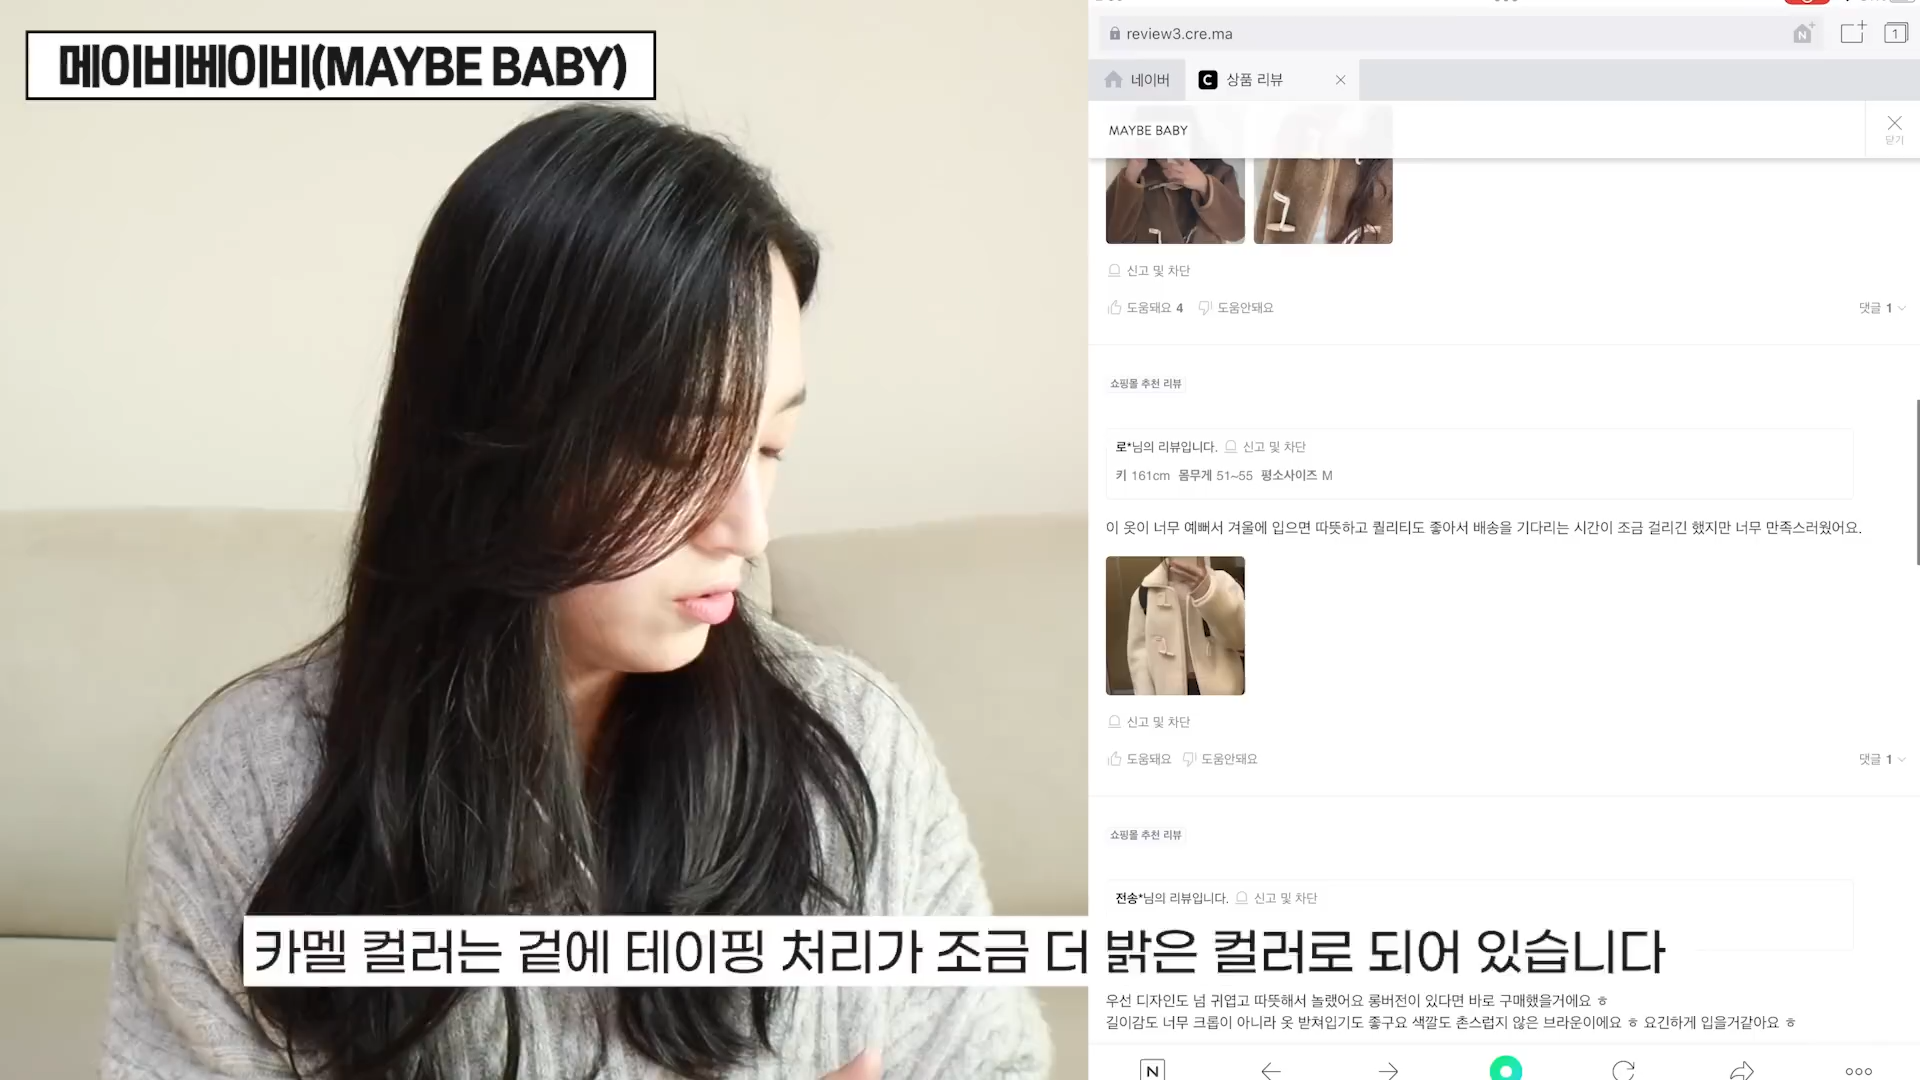 메이비베이비(MAYBE BABY)
review3.cre.ma
N
1
네이버
C 상품 리뷰
MAYBE BABY
닫기
신고 및 차단
도움돼요 4 도움안돼요
댓글 1
쇼핑몰 추천 리뷰
로*님의 리뷰입니다. 신고 및 차단
키 161cm 몸무게 51~55 평소사이즈 M
이 옷이 너무 예뻐서 겨울에 입으면 따뜻하고 퀄리티도 좋아서 배송을 기다리는 시간이 조금 걸리긴 했지만 너무 만족스러웠어요.
신고 및 차단
도움돼요 도움안돼요
댓글 1
쇼핑몰 추천 리뷰
전송*님의 리뷰입니다. 신고 및 차단
카멜 컬러는 겉에 테이핑 처리가 조금 더 밝은 컬러로 되어 있습니다
우선 디자인도 넘 귀엽고 따뜻해서 놀랬어요 롱버전이 있다면 바로 구매했을거에요 ㅎ
길이감도 너무 크롭이 아니라 옷 받쳐입기도 좋구요 색깔도 촌스럽지 않은 브라운이에요 ㅎ 요긴하게 입을거같아요 ㅎ
N